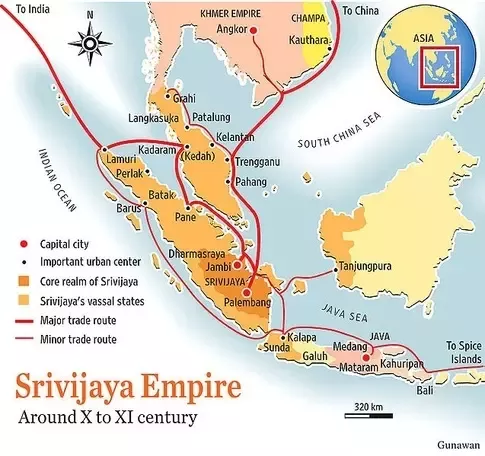 To India
KHMER EMPIRE
Angkor
CHAMPA
Kauthara
To China
ASIA
Grahi
Langkasuka
Patalung
Kelantan
Kadaram
(Kedah)
Trengganu
Pahang
SOUTH CHINA SEA
INDIAN OCEAN
Lamuri
Perlak
Batak
Barus
Pane
Dharmasraya
Jambi
SRIVIJAYA
Palembang
Tanjungpura
JAVA SEA
Kalapa
Sunda
Galuh
JAVA
Medang
Mataram
Kahuripan
Bali
To Spice
Islands
Capital city
Important urban center
Core realm of Srivijaya
Srivijaya's vassal states
Major trade route
Minor trade route
Srivijaya Empire
Around X to XI century
320 km
Gunawan